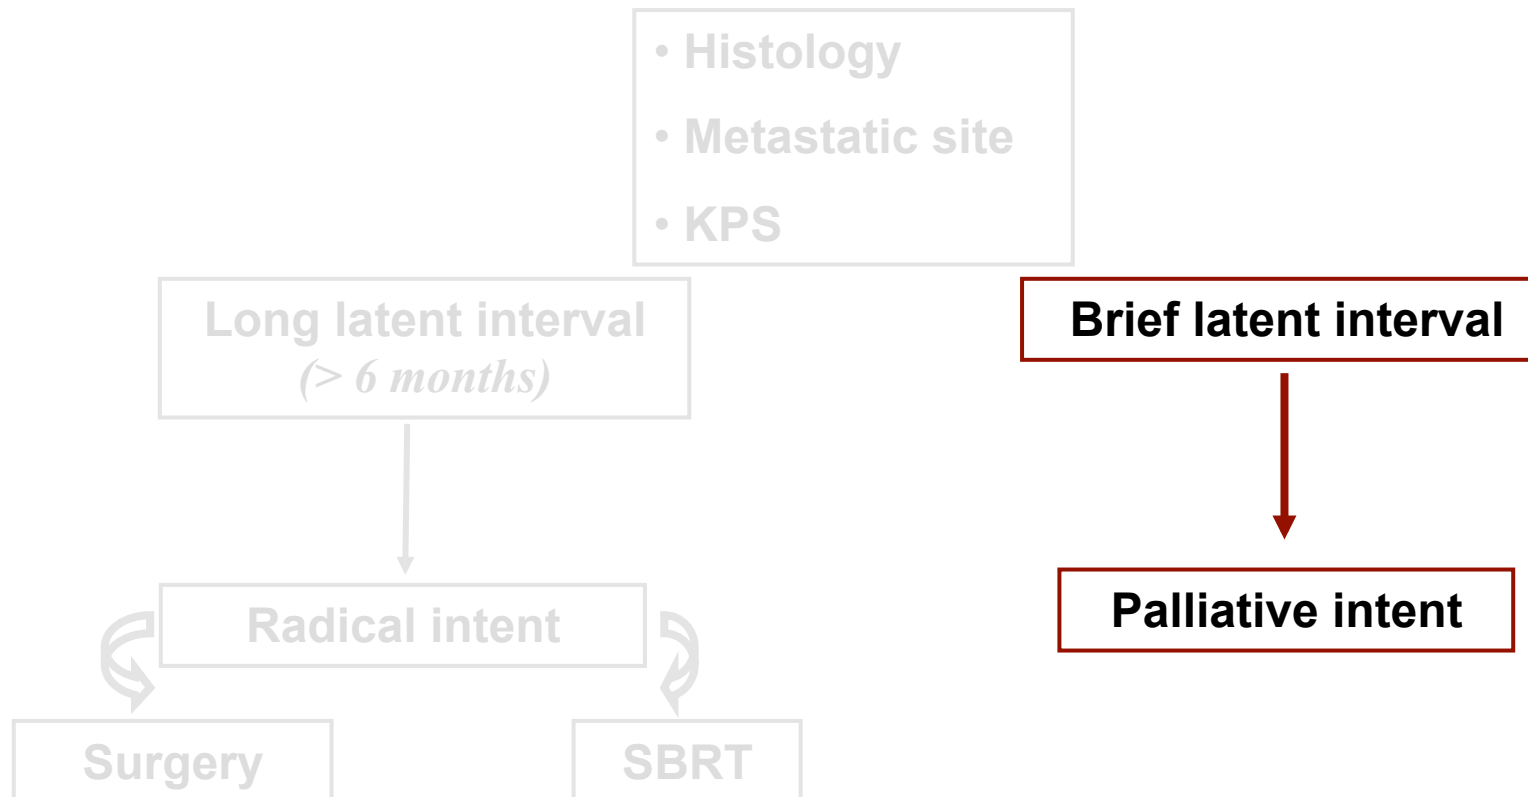 • Histology
• Metastatic site
• KPS
Long latent interval
(> 6 months)
Brief latent interval
Radical intent
Palliative intent
Surgery
SBRT